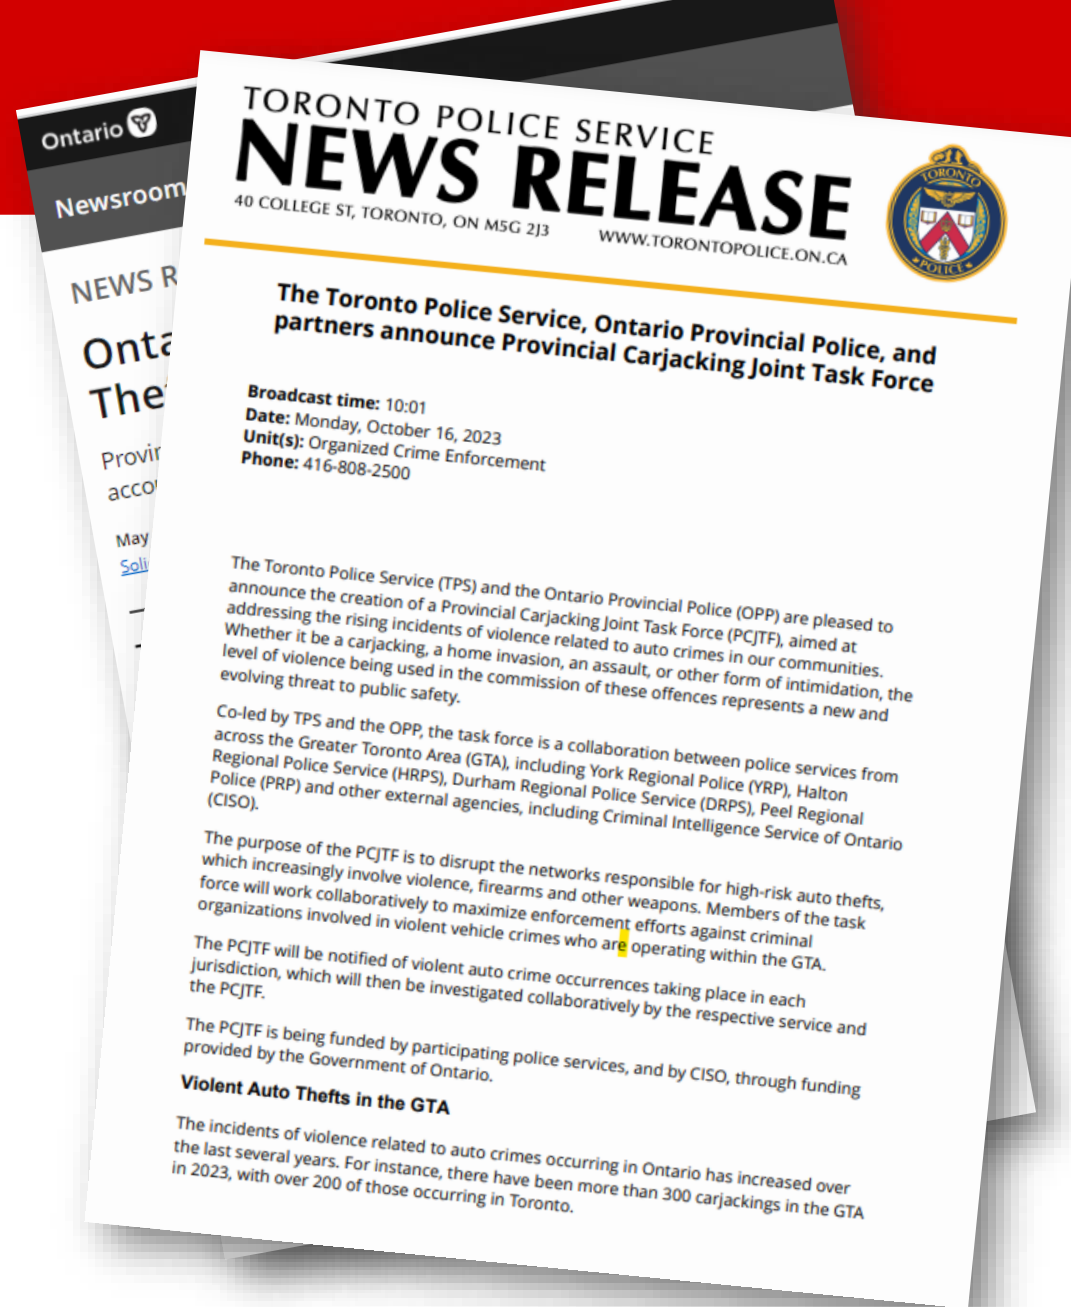 Ontario
Newsroom
NEWS R
Onta
The
Provin
acco
May
Soli
TORONTO POLICE SERVICE
NEWS RELEASE
40 COLLEGE ST, TORONTO, ON M5G 2J3 WWW.TORONTOPOLICE.ON.CA
TORONTO
POLICE
The Toronto Police Service, Ontario Provincial Police, and
partners announce Provincial Carjacking Joint Task Force
Broadcast time: 10:01
Date: Monday, October 16, 2023
Unit(s): Organized Crime Enforcement
Phone: 416-808-2500
The Toronto Police Service (TPS) and the Ontario Provincial Police (OPP) are pleased to
announce the creation of a Provincial Carjacking Joint Task Force (PCJTF), aimed at
addressing the rising incidents of violence related to auto crimes in our communities.
Whether it be a carjacking, a home invasion, an assault, or other form of intimidation, the
level of violence being used in the commission of these offences represents a new and
evolving threat to public safety.
Co-led by TPS and the OPP, the task force is a collaboration between police services from
across the Greater Toronto Area (GTA), including York Regional Police (YRP), Halton
Regional Police Service (HRPS), Durham Regional Police Service (DRPS), Peel Regional
Police (PRP) and other external agencies, including Criminal Intelligence Service of Ontario
(CISO).
The purpose of the PCJTF is to disrupt the networks responsible for high-risk auto thefts,
which increasingly involve violence, firearms and other weapons. Members of the task
force will work collaboratively to maximize enforcement efforts against criminal
organizations involved in violent vehicle crimes who are operating within the GTA.
The PCJTF will be notified of violent auto crime occurrences taking place in each
jurisdiction, which will then be investigated collaboratively by the respective service and
the PCJTF.
The PCJTF is being funded by participating police services, and by CISO, through funding
provided by the Government of Ontario.
Violent Auto Thefts in the GTA
The incidents of violence related to auto crimes occurring in Ontario has increased over
the last several years. For instance, there have been more than 300 carjackings in the GTA
in 2023, with over 200 of those occurring in Toronto.